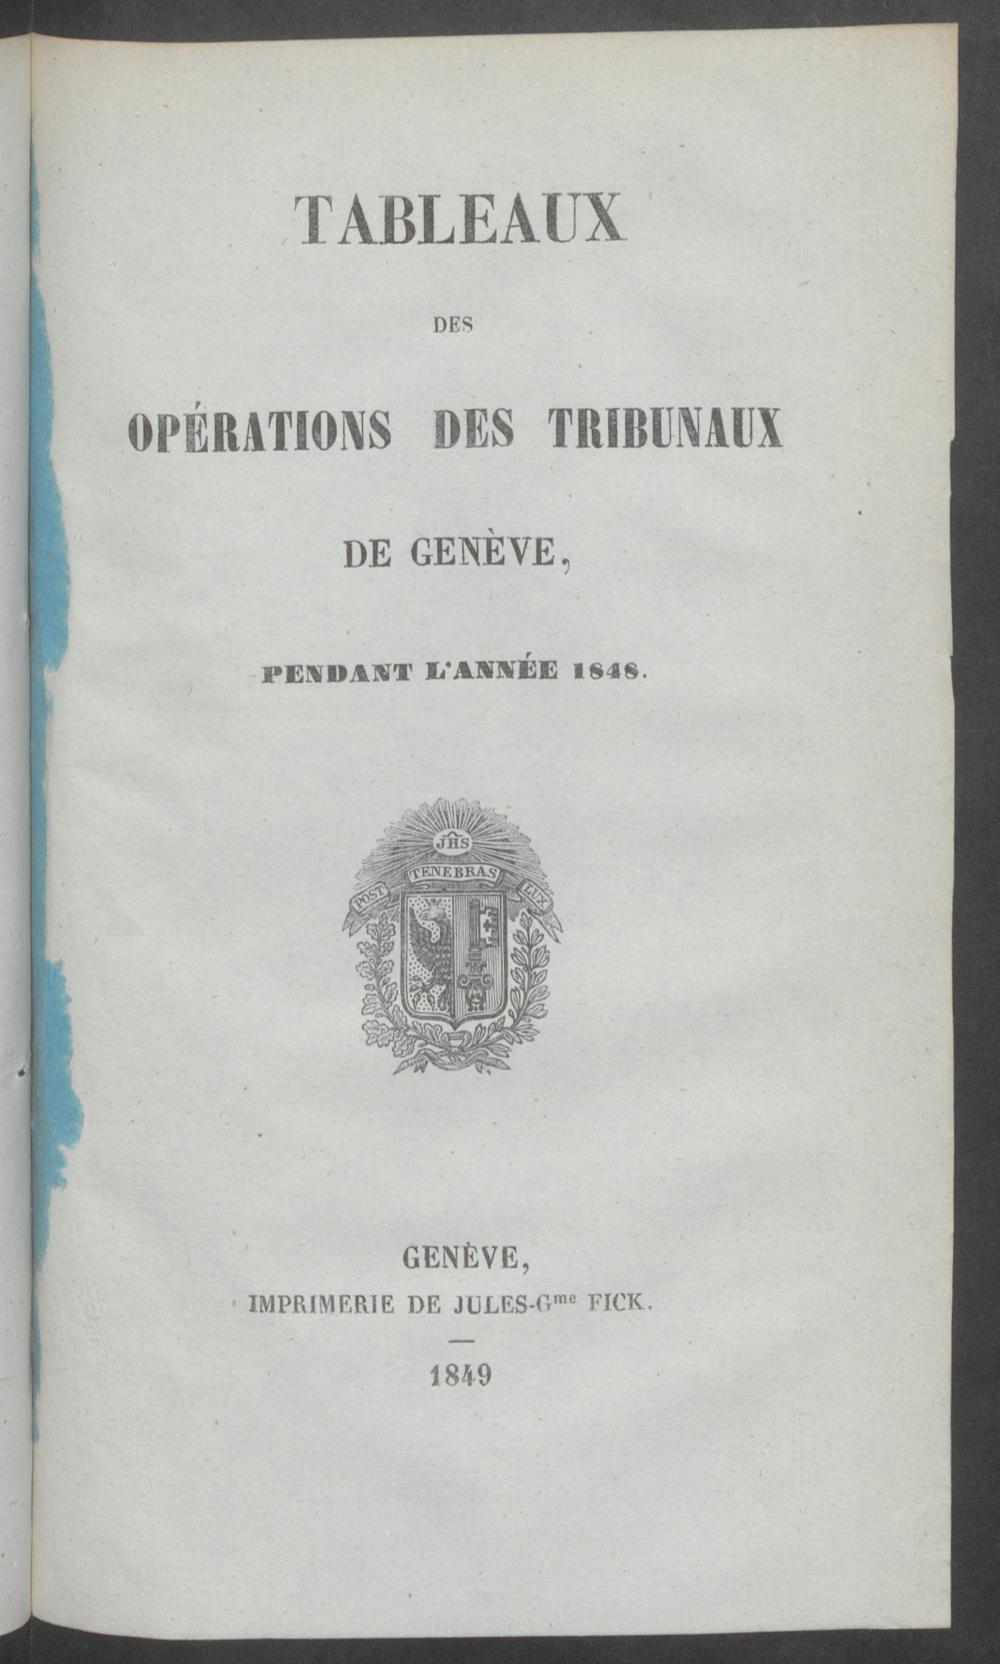 TABLEAUX
DES
OPÉRATIONS DES TRIBUNAUX
DE GENÈVE,
PENDANT L'ANNÉE 1848.
JHS
POST TENEBRAS LUX
GENÈVE,
IMPRIMERIE DE JULES-Gme FICK.
1849